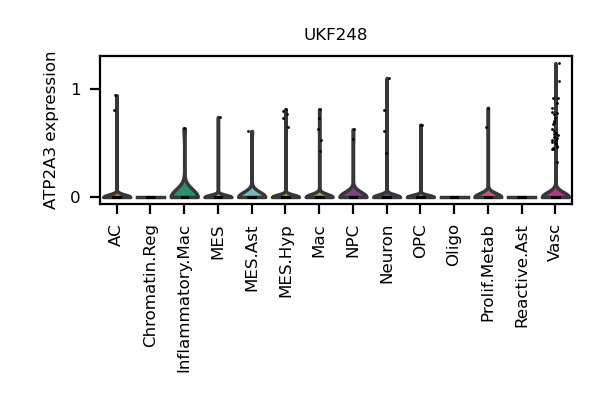 UKF248
ATP2A3 expression
1
0
AC
Chromatin.Reg
Inflammatory.Mac
MES
MES.Ast
MES.Hyp
Mac
NPC
Neuron
OPC
Oligo
Prolif.Metab
Reactive.Ast
Vasc